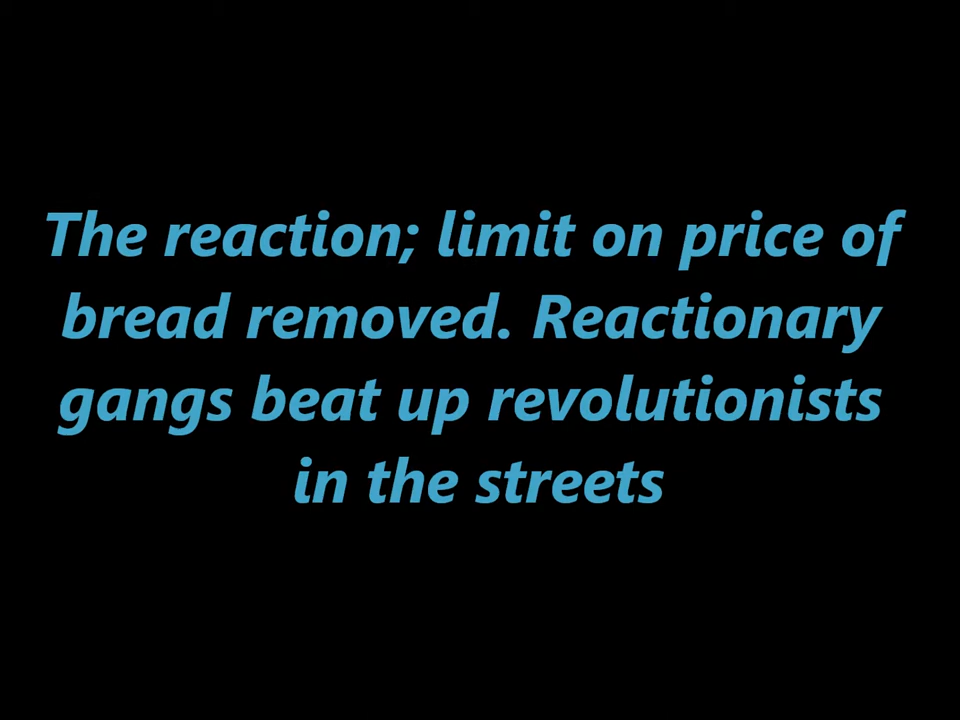 The reaction; limit on price of
bread removed. Reactionary
gangs beat up revolutionists
in the streets